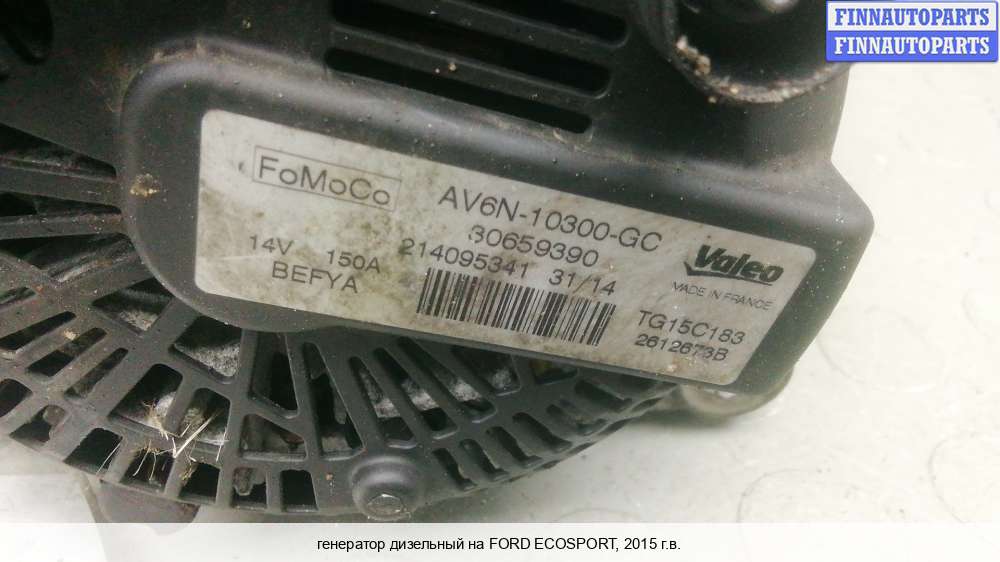 FINNAUTOPARTS
FINNAUTOPARTS
FoMoCo
AV6N-10300-GC
30659390
14V 150A
214095341 31/14
BEFYA
Valeo
MADE IN FRANCE
TG15C183
2612673B
генератор дизельный на FORD ECOSPORT, 2015 г.в.